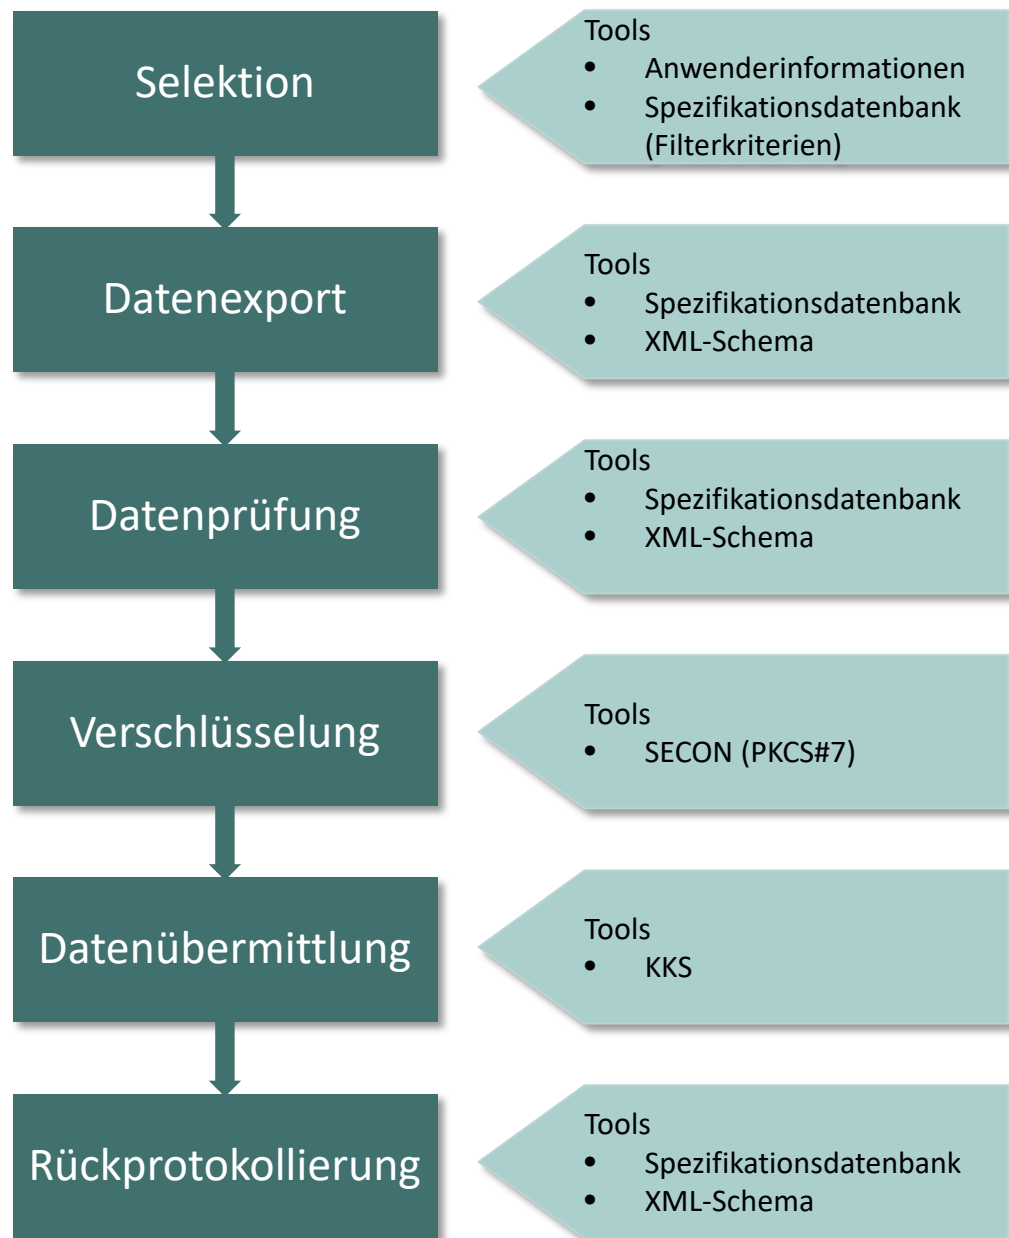 Selektion
Tools
• Anwenderinformationen
• Spezifikationsdatenbank
(Filterkriterien)
Datenexport
Tools
• Spezifikationsdatenbank
• XML-Schema
Datenprüfung
Tools
• Spezifikationsdatenbank
• XML-Schema
Verschlüsselung
Tools
• SECON (PKCS#7)
Datenübermittlung
Tools
• KKS
Rückprotokollierung
Tools
• Spezifikationsdatenbank
• XML-Schema